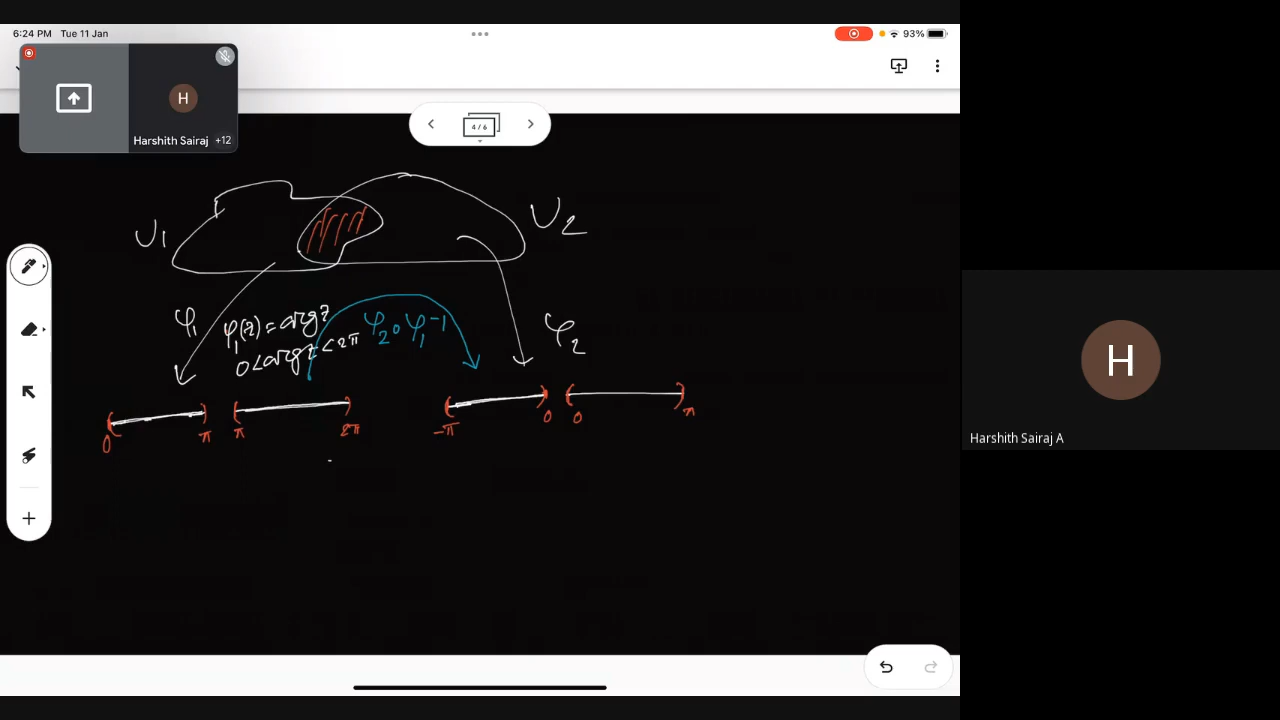 6:24 PM Tue 11 Jan
93%
H
Harshith Sairaj +12
4 / 6
U1
U2
φ1
φ1(z) = arg z
0 < arg z < 2π
φ2 ∘ φ1^-1
φ2
( ) ( ) ( ) ( )
0 π π 2π -π 0 0 π
H
Harshith Sairaj A